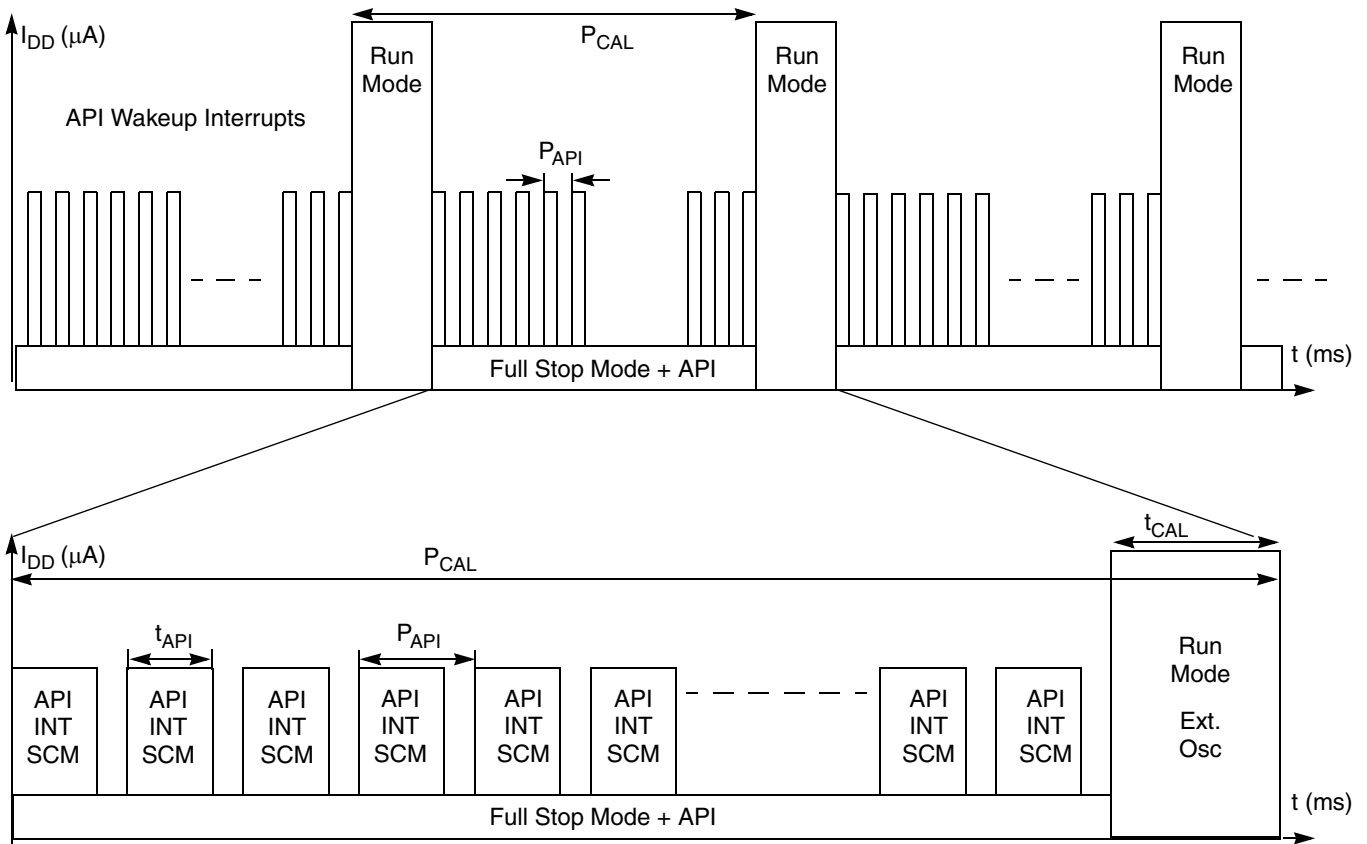 I_DD (μA)
P_CAL
Run
Mode
Run
Mode
Run
Mode
API Wakeup Interrupts
P_API
Full Stop Mode + API
t (ms)
I_DD (μA)
t_CAL
P_CAL
t_API
P_API
API
INT
SCM
API
INT
SCM
API
INT
SCM
API
INT
SCM
API
INT
SCM
API
INT
SCM
API
INT
SCM
API
INT
SCM
Run
Mode
Ext.
Osc
Full Stop Mode + API
t (ms)